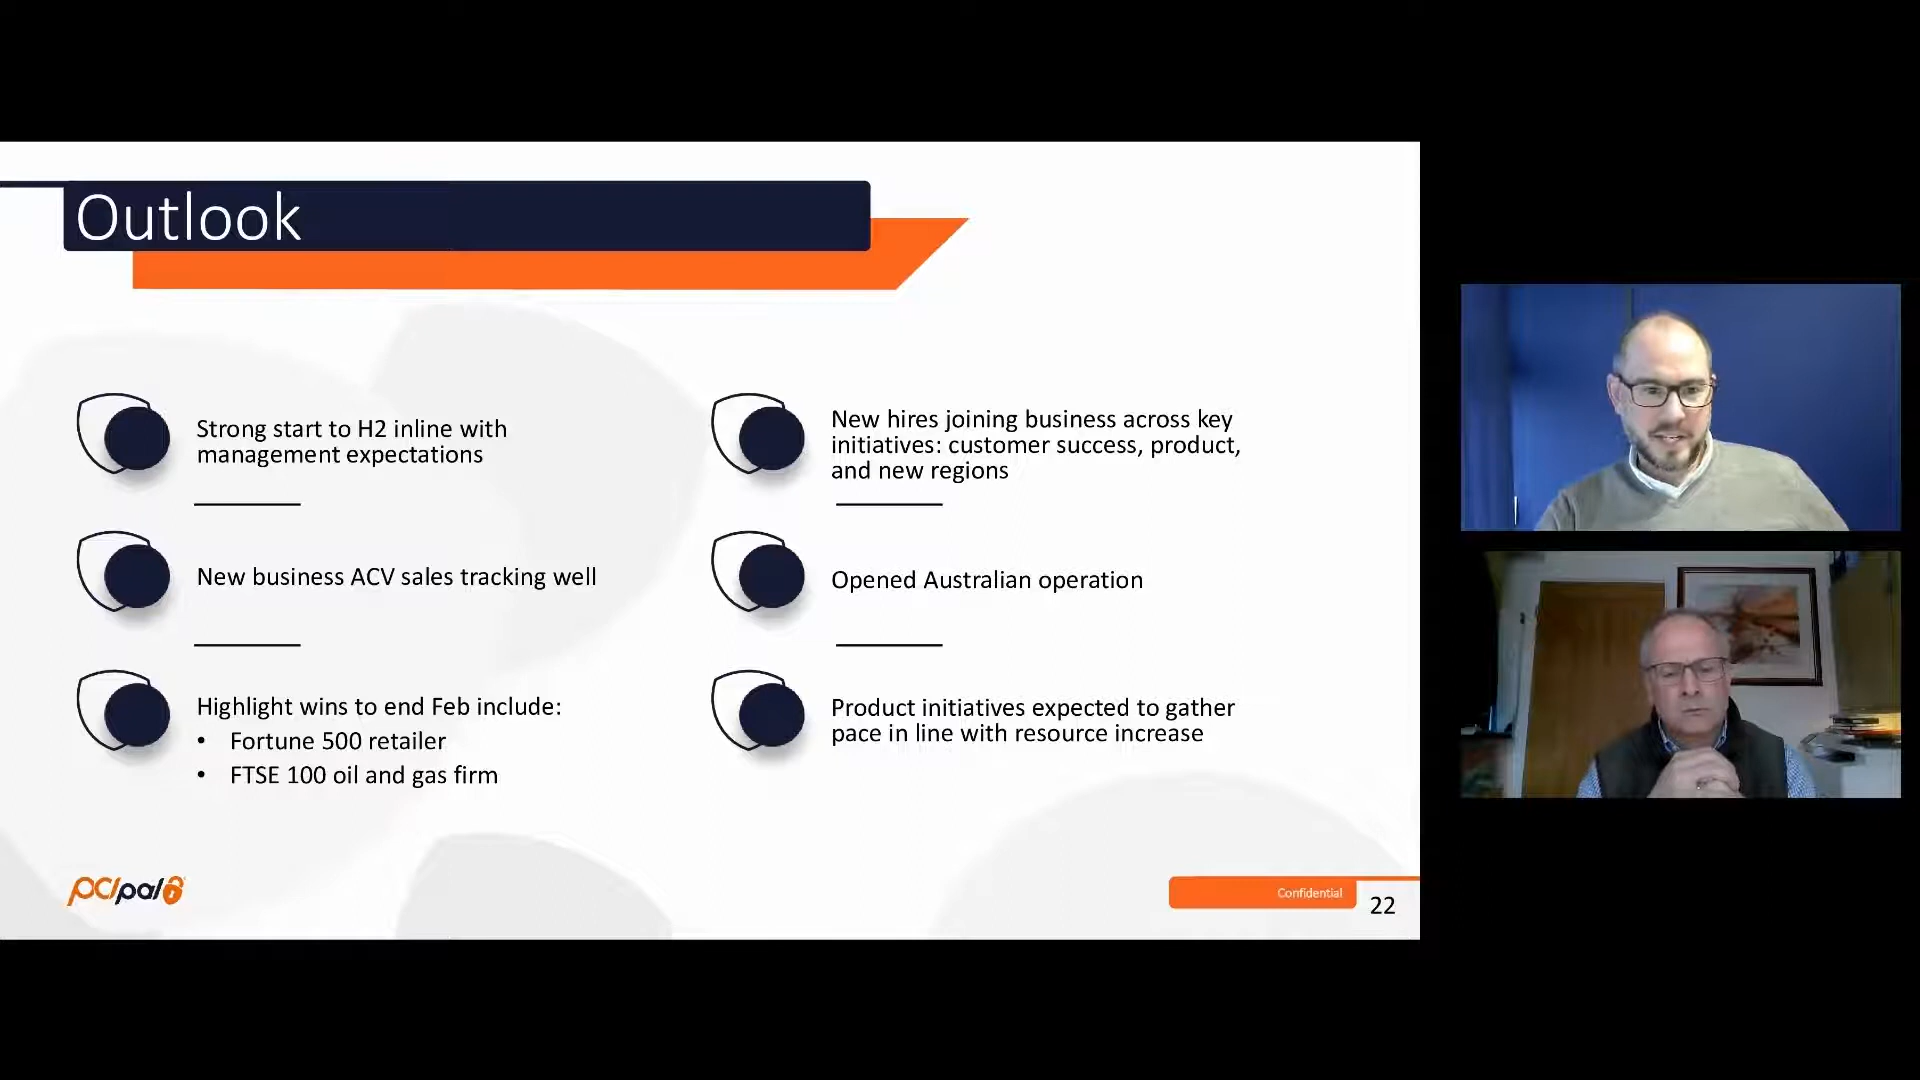 Outlook
Strong start to H2 inline with
management expectations
New business ACV sales tracking well
Highlight wins to end Feb include:
• Fortune 500 retailer
• FTSE 100 oil and gas firm
New hires joining business across key
initiatives: customer success, product,
and new regions
Opened Australian operation
Product initiatives expected to gather
pace in line with resource increase
pcipal
Confidential
22